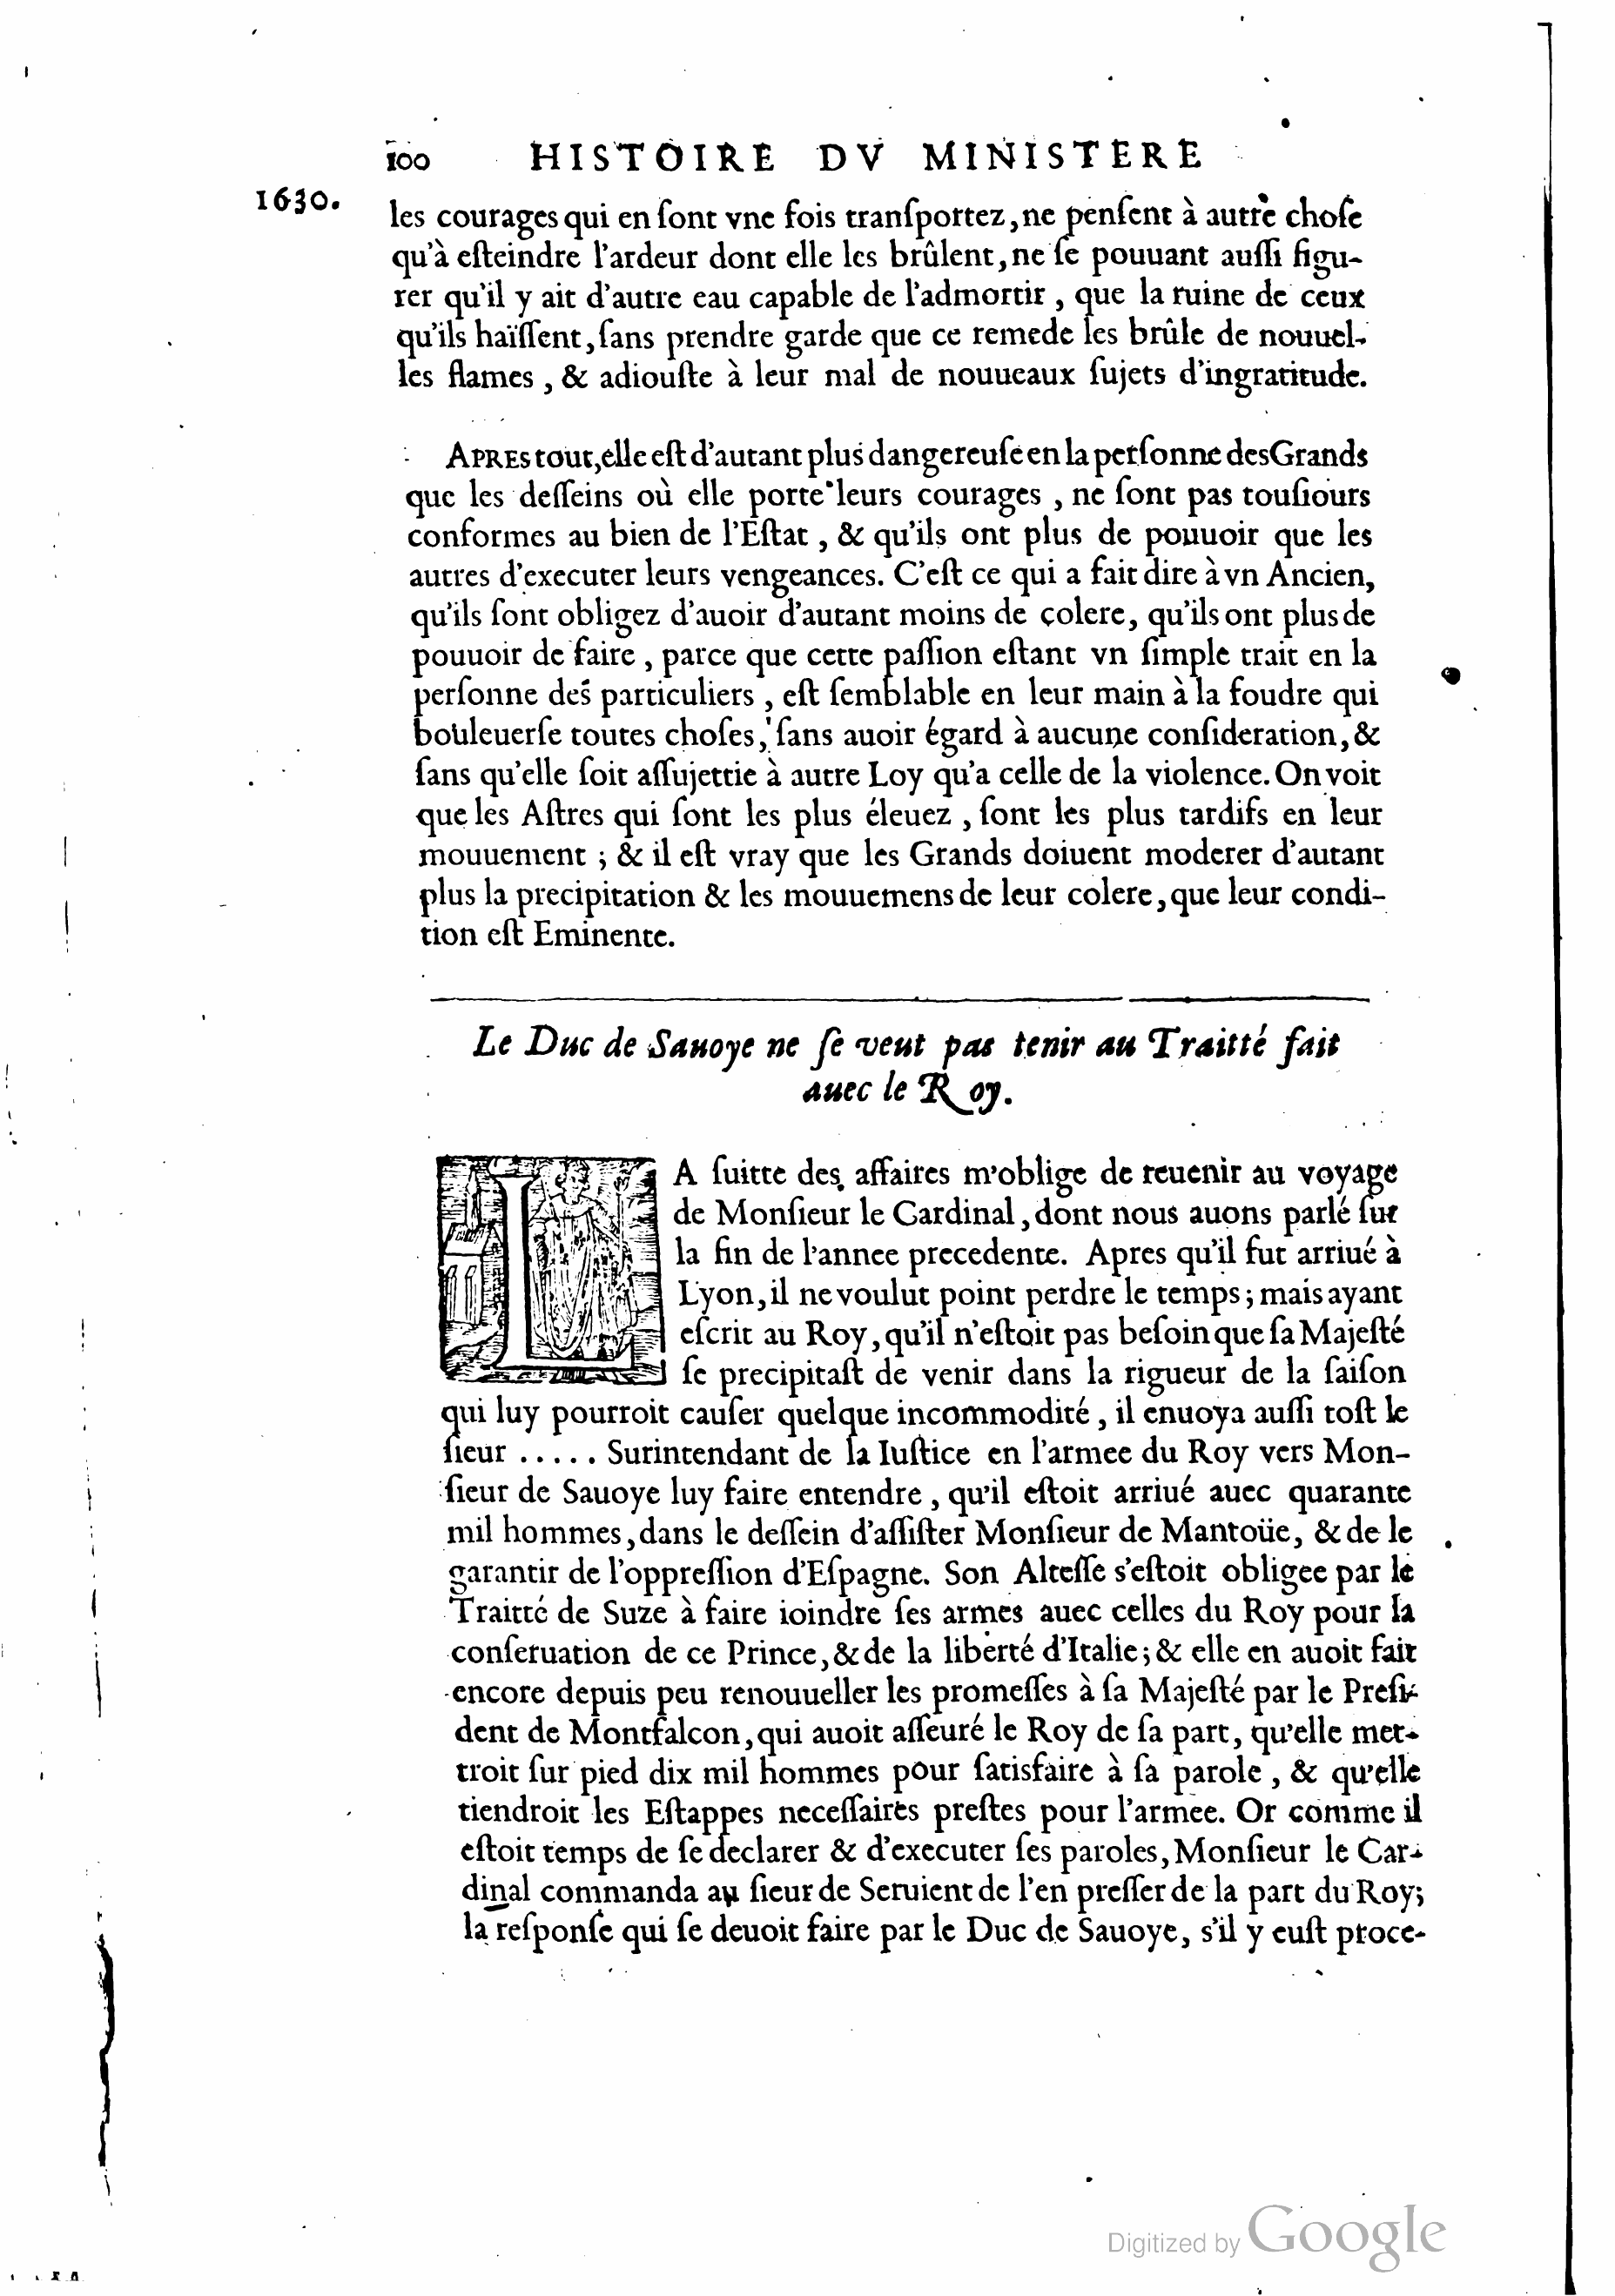 100 HISTOIRE DV MINISTERE
1630.
les courages qui en ſont vne fois tranſportez, ne penſent à autre choſe
qu'à eſteindre l'ardeur dont elle les brûlent, ne ſe pouuant auſſi figu-
rer qu'il y ait d'autre eau capable de l'admortir, que la ruine de ceux
qu'ils haïſſent, ſans prendre garde que ce remede les brûle de nouuel-
les flames, & adiouſte à leur mal de nouueaux ſujets d'ingratitude.
APRES tout, elle eſt d'autant plus dangereuſe en la perſonne des Grands
que les deſſeins où elle porte leurs courages, ne ſont pas touſiours
conformes au bien de l'Eſtat, & qu'ils ont plus de pouuoir que les
autres d'executer leurs vengeances. C'eſt ce qui a fait dire à vn Ancien,
qu'ils ſont obligez d'auoir d'autant moins de colere, qu'ils ont plus de
pouuoir de faire, parce que cette paſſion eſtant vn ſimple trait en la
perſonne des particuliers, eſt ſemblable en leur main à la foudre qui
bouleuerſe toutes choſes, ſans auoir égard à aucune conſideration, &
ſans qu'elle ſoit aſſujettie à autre Loy qu'a celle de la violence. On voit
que les Aſtres qui ſont les plus éleuez, ſont les plus tardifs en leur
mouuement; & il eſt vray que les Grands doiuent moderer d'autant
plus la precipitation & les mouuemens de leur colere, que leur condi-
tion eſt Eminente.
Le Duc de Sauoye ne ſe veut pas tenir au Traitté fait
auec le Roy.
LA ſuitte des affaires m'oblige de reuenir au voyage
de Monſieur le Cardinal, dont nous auons parlé ſur
la fin de l'annee precedente. Apres qu'il fut arriué à
Lyon, il ne voulut point perdre le temps; mais ayant
eſcrit au Roy, qu'il n'eſtoit pas beſoin que ſa Majeſté
ſe precipitaſt de venir dans la rigueur de la ſaiſon
qui luy pourroit cauſer quelque incommodité, il enuoya auſſi toſt le
ſieur ..... Surintendant de la Iuſtice en l'armee du Roy vers Mon-
ſieur de Sauoye luy faire entendre, qu'il eſtoit arriué auec quarante
mil hommes, dans le deſſein d'aſſiſter Monſieur de Mantoüe, & de le
garantir de l'oppreſſion d'Eſpagne. Son Alteſſe s'eſtoit obligee par le
Traitté de Suze à faire ioindre ſes armes auec celles du Roy pour la
conſeruation de ce Prince, & de la liberté d'Italie; & elle en auoit fait
encore depuis peu renouueller les promeſſes à ſa Majeſté par le Preſi-
dent de Montfalcon, qui auoit aſſeuré le Roy de ſa part, qu'elle met-
troit ſur pied dix mil hommes pour ſatisfaire à ſa parole, & qu'elle
tiendroit les Eſtappes neceſſaires preſtes pour l'armee. Or comme il
eſtoit temps de ſe declarer & d'executer ſes paroles, Monſieur le Car-
dinal commanda au ſieur de Seruient de l'en preſſer de la part du Roy;
la reſponſe qui ſe deuoit faire par le Duc de Sauoye, s'il y euſt proce-
Digitized by Google